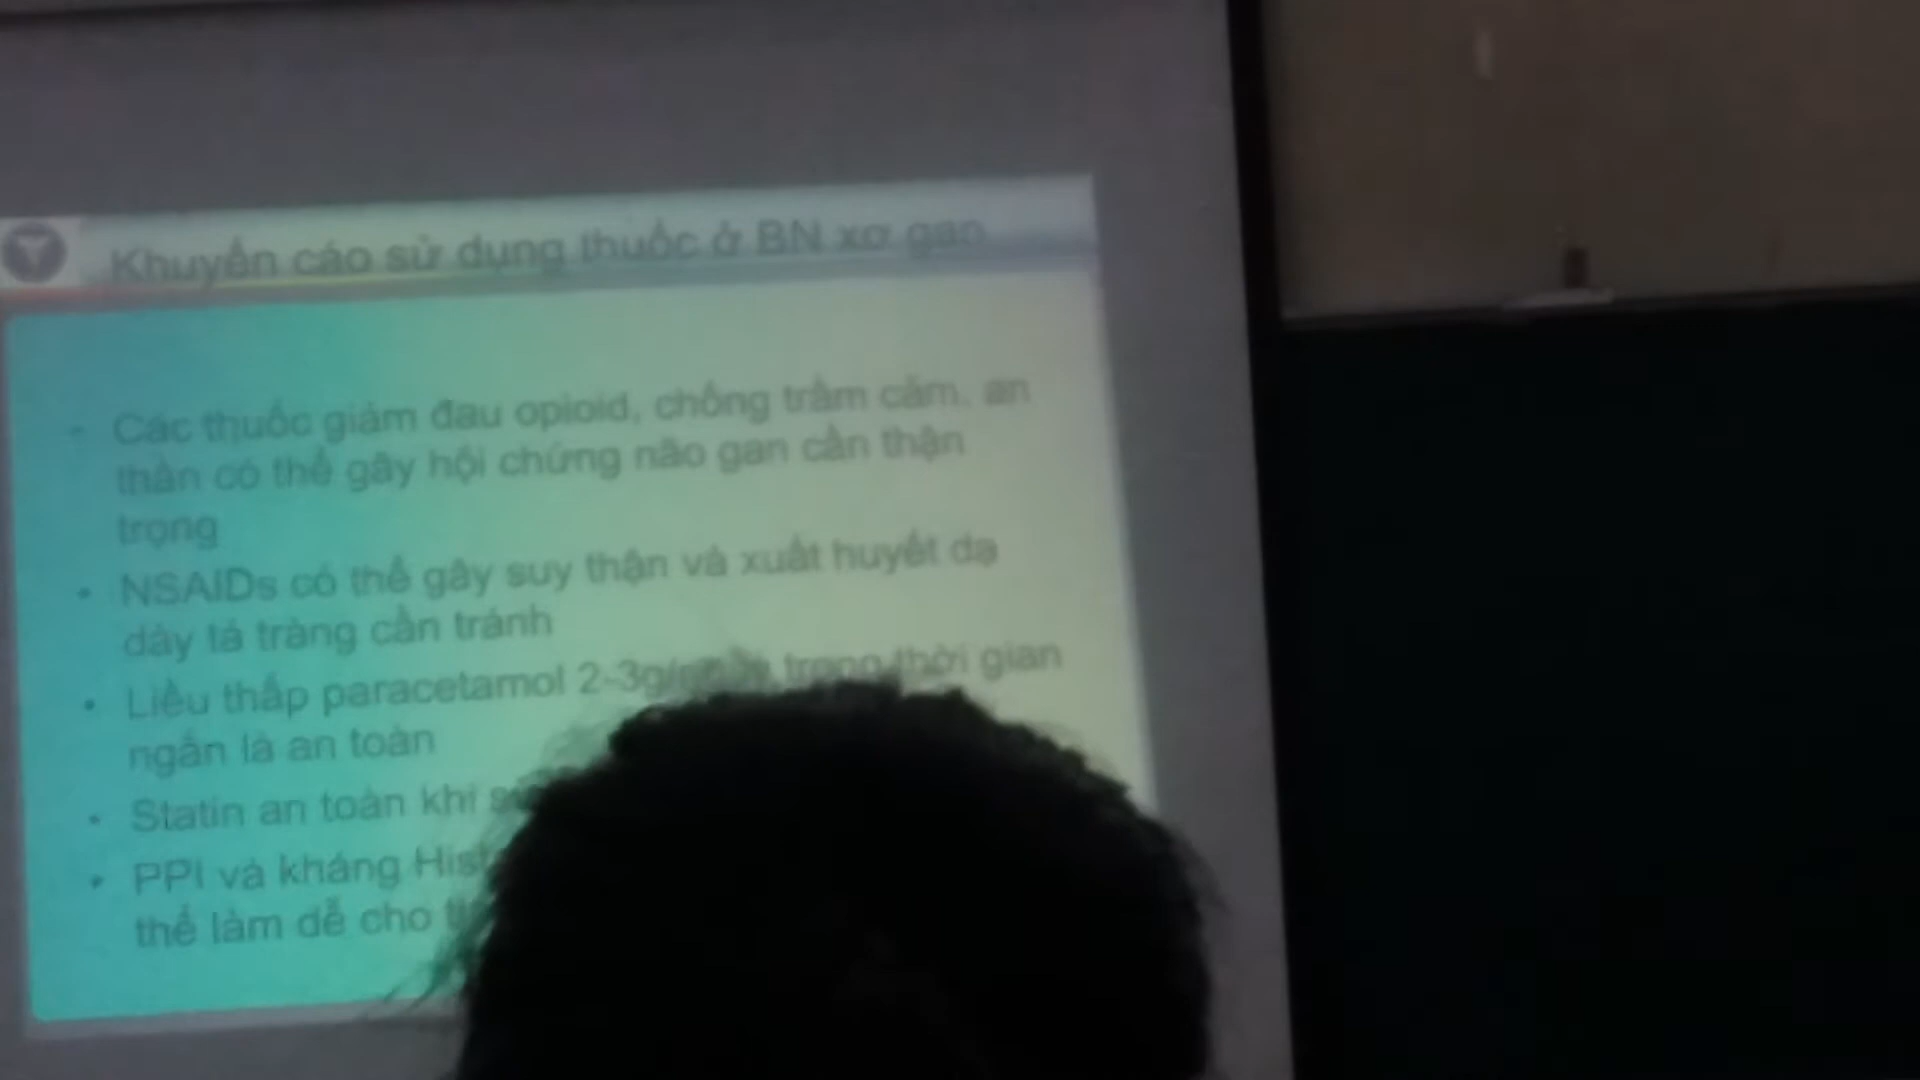 Khuyến cáo sử dụng thuốc ở BN xơ gan
- Các thuốc giảm đau opioid, chống trầm cảm, an
thần có thể gây hội chứng não gan cần thận
trọng
• NSAIDs có thể gây suy thận và xuất huyết dạ
dày tá tràng cần tránh
• Liều thấp paracetamol 2-3g/ trong thời gian
ngắn là an toàn
• Statin an toàn khi
• PPI và kháng
thể làm dễ cho